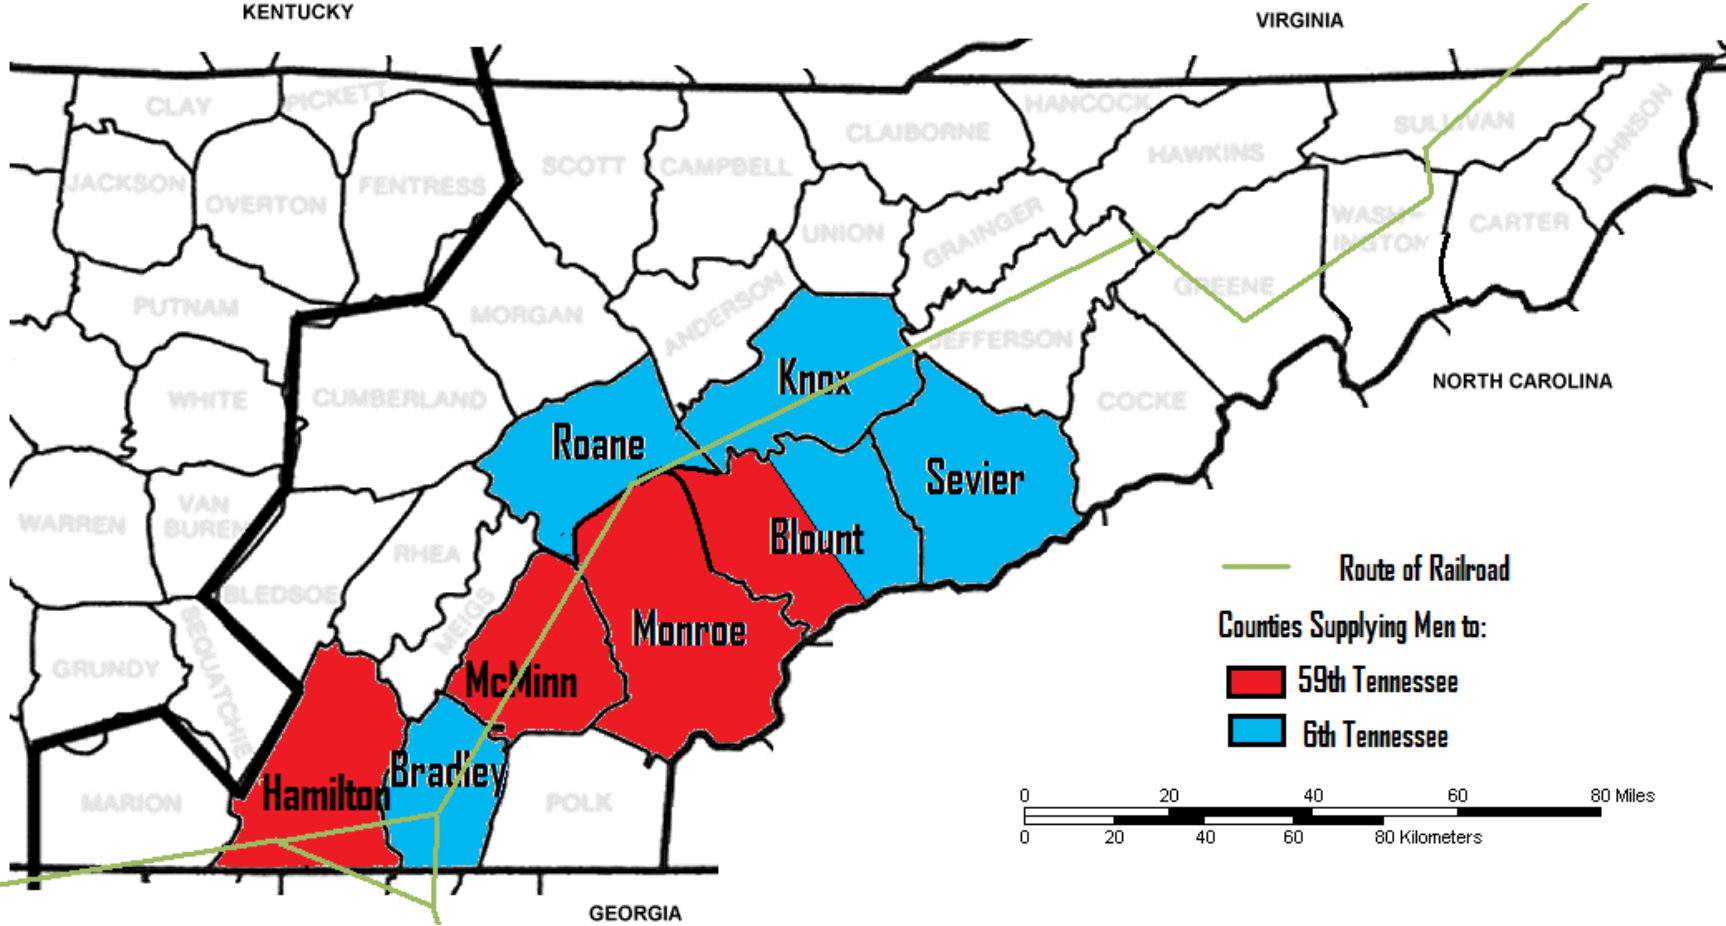 KENTUCKY
VIRGINIA
CLAY
PICKETT
HANCOCK
CLAIBORNE
SULLIVAN
JOHNSON
SCOTT
CAMPBELL
HAWKINS
JACKSON
OVERTON
FENTRESS
UNION
GRAINGER
WASH-
INGTON
CARTER
PUTNAM
MORGAN
ANDERSON
GREENE
JEFFERSON
Knox
NORTH CAROLINA
WHITE
CUMBERLAND
COCKE
Roane
Sevier
WARREN
VAN
BUREN
RHEA
Blount
BLEDSOE
MEIGS
Monroe
GRUNDY
SEQUATCHIE
McMinn
Hamilton
Bradley
MARION
POLK
GEORGIA
Route of Railroad
Counties Supplying Men to:
59th Tennessee
6th Tennessee
0 20 40 60 80 Miles
0 20 40 60 80 Kilometers